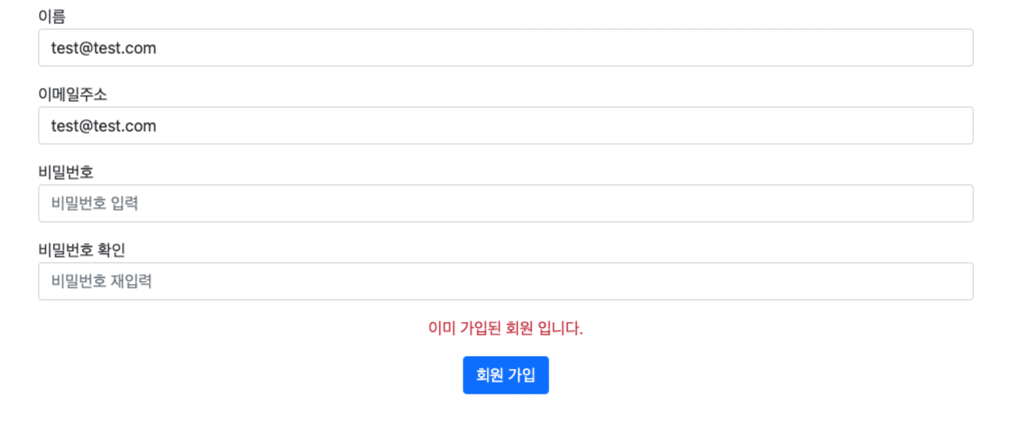 이름
test@test.com
이메일주소
test@test.com
비밀번호
비밀번호 입력
비밀번호 확인
비밀번호 재입력
이미 가입된 회원 입니다.
회원 가입